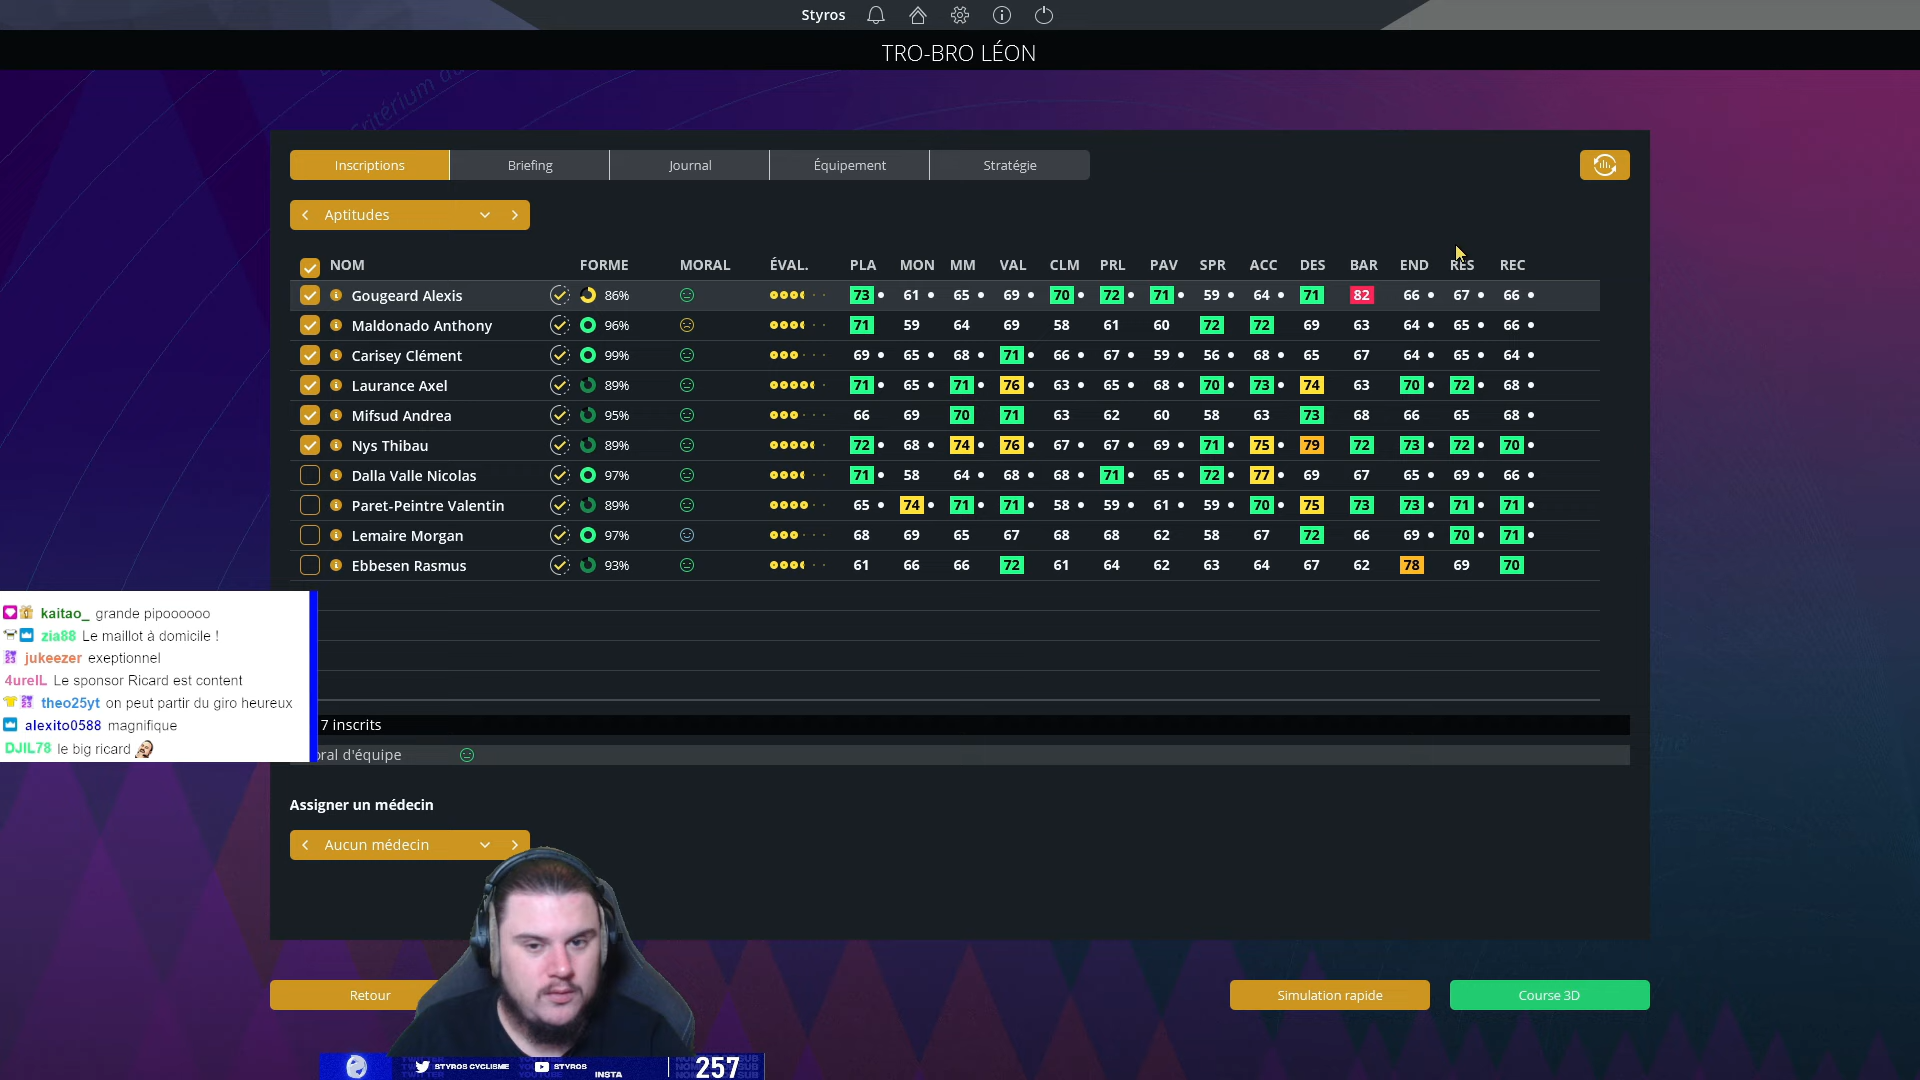 Styros
TRO-BRO LÉON
Inscriptions Briefing Journal Équipement Stratégie
Aptitudes
NOM FORME MORAL ÉVAL. PLA MON MM VAL CLM PRL PAV SPR ACC DES BAR END RES REC
Gougeard Alexis 86% 73 61 65 69 70 72 71 59 64 71 82 66 67 66
Maldonado Anthony 96% 71 59 64 69 58 61 60 72 72 69 63 64 65 66
Carisey Clément 99% 69 65 68 71 66 67 59 56 68 65 67 64 65 64
Laurance Axel 89% 71 65 71 76 63 65 68 70 73 74 63 70 72 68
Mifsud Andrea 95% 66 69 70 71 63 62 60 58 63 73 68 66 65 68
Nys Thibau 89% 72 68 74 76 67 67 69 71 75 79 72 73 72 70
Dalla Valle Nicolas 97% 71 58 64 68 68 71 65 72 77 69 67 65 69 66
Paret-Peintre Valentin 89% 65 74 71 71 58 59 61 59 70 75 73 73 71 71
Lemaire Morgan 97% 68 69 65 67 68 68 62 58 67 72 66 69 70 71
Ebbesen Rasmus 93% 61 66 66 72 61 64 62 63 64 67 62 78 69 70
kaitao_ grande pipoooooo
zia88 Le maillot à domicile !
jukeezer exeptionnel
4urelL Le sponsor Ricard est content
theo25yt on peut partir du giro heureux
alexito0588 magnifique
DJIL78 le big ricard
7 inscrits
oral d'équipe
Assigner un médecin
Aucun médecin
Retour Simulation rapide Course 3D
STYROS CYCLISME STYROS INSTA 257